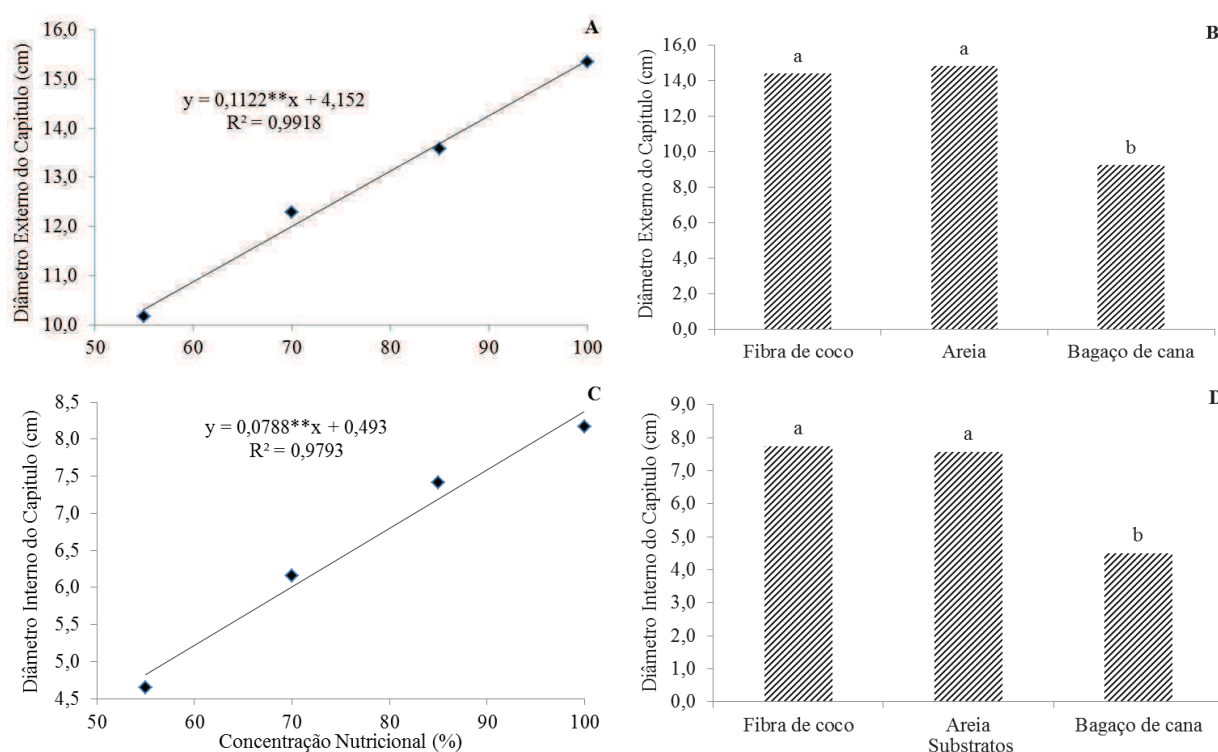 A
Diâmetro Externo do Capitulo (cm)
16,0
15,0
14,0
13,0
12,0
11,0
10,0
y = 0,1122**x + 4,152
R² = 0,9918
50
60
70
80
90
100
B
Diâmetro Externo do Capítulo (cm)
16,0
14,0
12,0
10,0
8,0
6,0
4,0
2,0
0,0
a
a
b
Fibra de coco
Areia
Bagaço de cana
C
Diâmetro Interno do Capitulo (cm)
8,5
8,0
7,5
7,0
6,5
6,0
5,5
5,0
4,5
y = 0,0788**x + 0,493
R² = 0,9793
50
60
70
80
90
100
Concentração Nutricional (%)
D
Diâmetro Interno do Capitulo (cm)
9,0
8,0
7,0
6,0
5,0
4,0
3,0
2,0
1,0
0,0
a
a
b
Fibra de coco
Areia
Bagaço de cana
Substratos